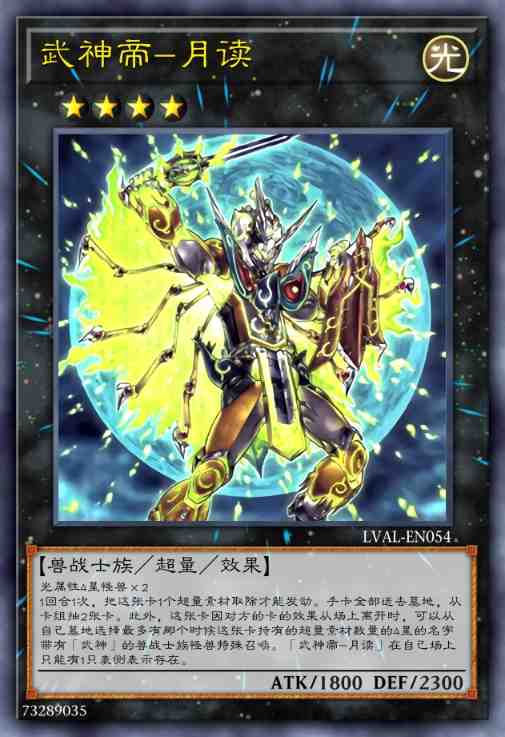 武神帝-月读
光
LVAL-EN054
【兽战士族／超量／效果】
光属性4星怪兽×2
1回合1次，把这张卡1个超量素材取除才能发动。手卡全部送去墓地，从
卡组抽2张卡。此外，这张卡因对方的卡的效果从场上离开时，可以从
自己墓地选择最多有那个时候这张卡持有的超量素材数量的4星的名字
带有「武神」的兽战士族怪兽特殊召唤。「武神帝-月读」在自己场上
只能有1只表侧表示存在。
ATK/1800 DEF/2300
73289035